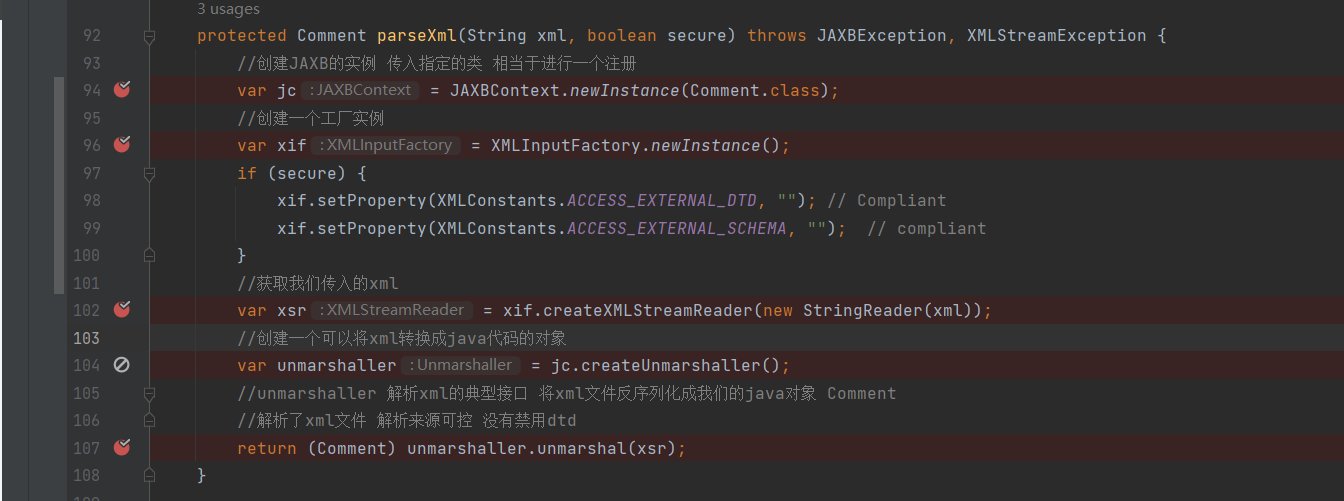 3 usages
92 protected Comment parseXml(String xml, boolean secure) throws JAXBException, XMLStreamException {
93 //创建JAXB的实例 传入指定的类 相当于进行一个注册
94 var jc :JAXBContext = JAXBContext.newInstance(Comment.class);
95 //创建一个工厂实例
96 var xif :XMLInputFactory = XMLInputFactory.newInstance();
97 if (secure) {
98 xif.setProperty(XMLConstants.ACCESS_EXTERNAL_DTD, ""); // Compliant
99 xif.setProperty(XMLConstants.ACCESS_EXTERNAL_SCHEMA, "");  // compliant
100 }
101 //获取我们传入的xml
102 var xsr :XMLStreamReader = xif.createXMLStreamReader(new StringReader(xml));
103 //创建一个可以将xml转换成java代码的对象
104 var unmarshaller :Unmarshaller = jc.createUnmarshaller();
105 //unmarshaller 解析xml的典型接口 将xml文件反序列化成我们的java对象 Comment
106 //解析了xml文件 解析来源可控 没有禁用dtd
107 return (Comment) unmarshaller.unmarshal(xsr);
108 }